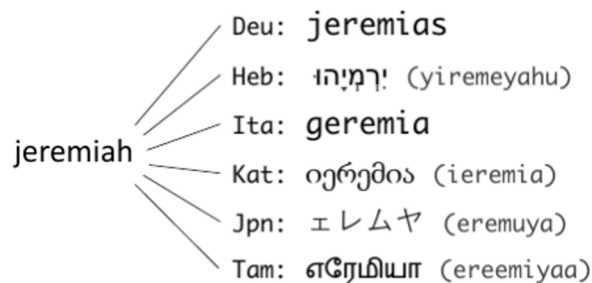 Deu: jeremias
Heb: יִרְמְיָהוּ (yiremeyahu)
Ita: geremia
jeremiah
Kat: იერემია (ieremia)
Jpn: ェレムヤ (eremuya)
Tam: எரேமியா (ereemiyaa)